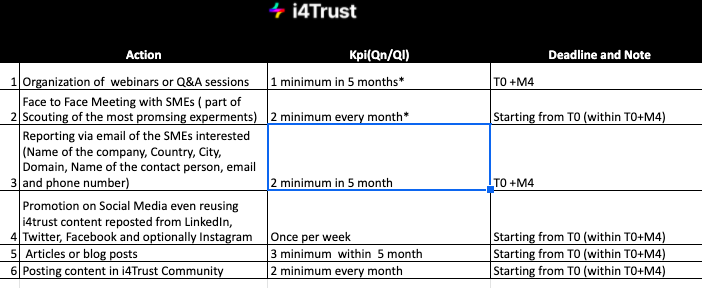 i4Trust
Action Kpi(Qn/Ql) Deadline and Note
1 Organization of webinars or Q&A sessions 1 minimum in 5 months* T0 +M4
Face to Face Meeting with SMEs ( part of
2 Scouting of the most promsing experments) 2 minimum every month* Starting from T0 (within T0+M4)
Reporting via email of the SMEs interested
(Name of the company, Country, City,
Domain, Name of the contact person, email
3 and phone number) 2 minimum in 5 month T0 +M4
Promotion on Social Media even reusing
i4trust content reposted from LinkedIn,
4 Twitter, Facebook and optionally Instagram Once per week Starting from T0 (within T0+M4)
5 Articles or blog posts 3 minimum within 5 month Starting from T0 (within T0+M4)
6 Posting content in i4Trust Community 2 minimum every month Starting from T0 (within T0+M4)